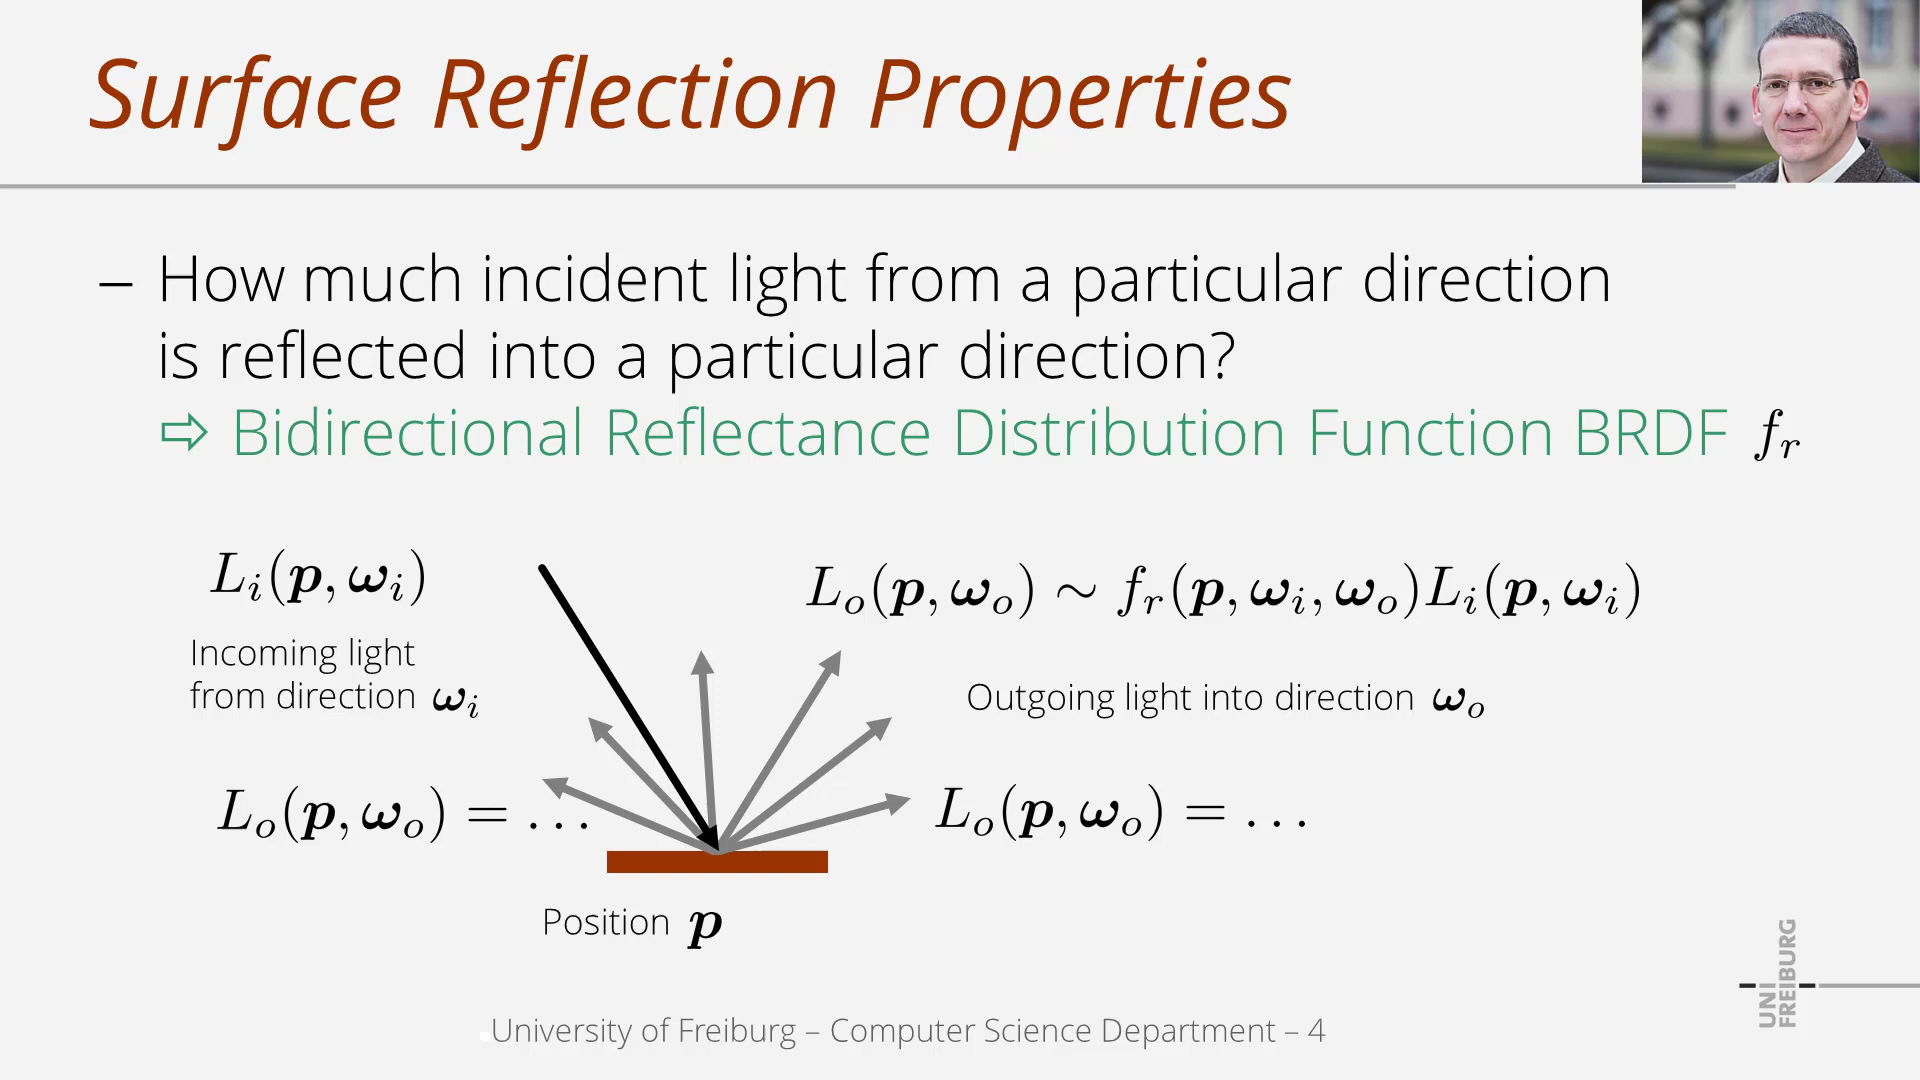 Surface Reflection Properties
– How much incident light from a particular direction
is reflected into a particular direction?
⇨ Bidirectional Reflectance Distribution Function BRDF f_r
L_i(p, ω_i)
L_o(p, ω_o) ∼ f_r(p, ω_i, ω_o)L_i(p, ω_i)
Incoming light
from direction ω_i
Outgoing light into direction ω_o
L_o(p, ω_o) = …
L_o(p, ω_o) = …
Position p
University of Freiburg – Computer Science Department – 4
UNI
FREIBURG